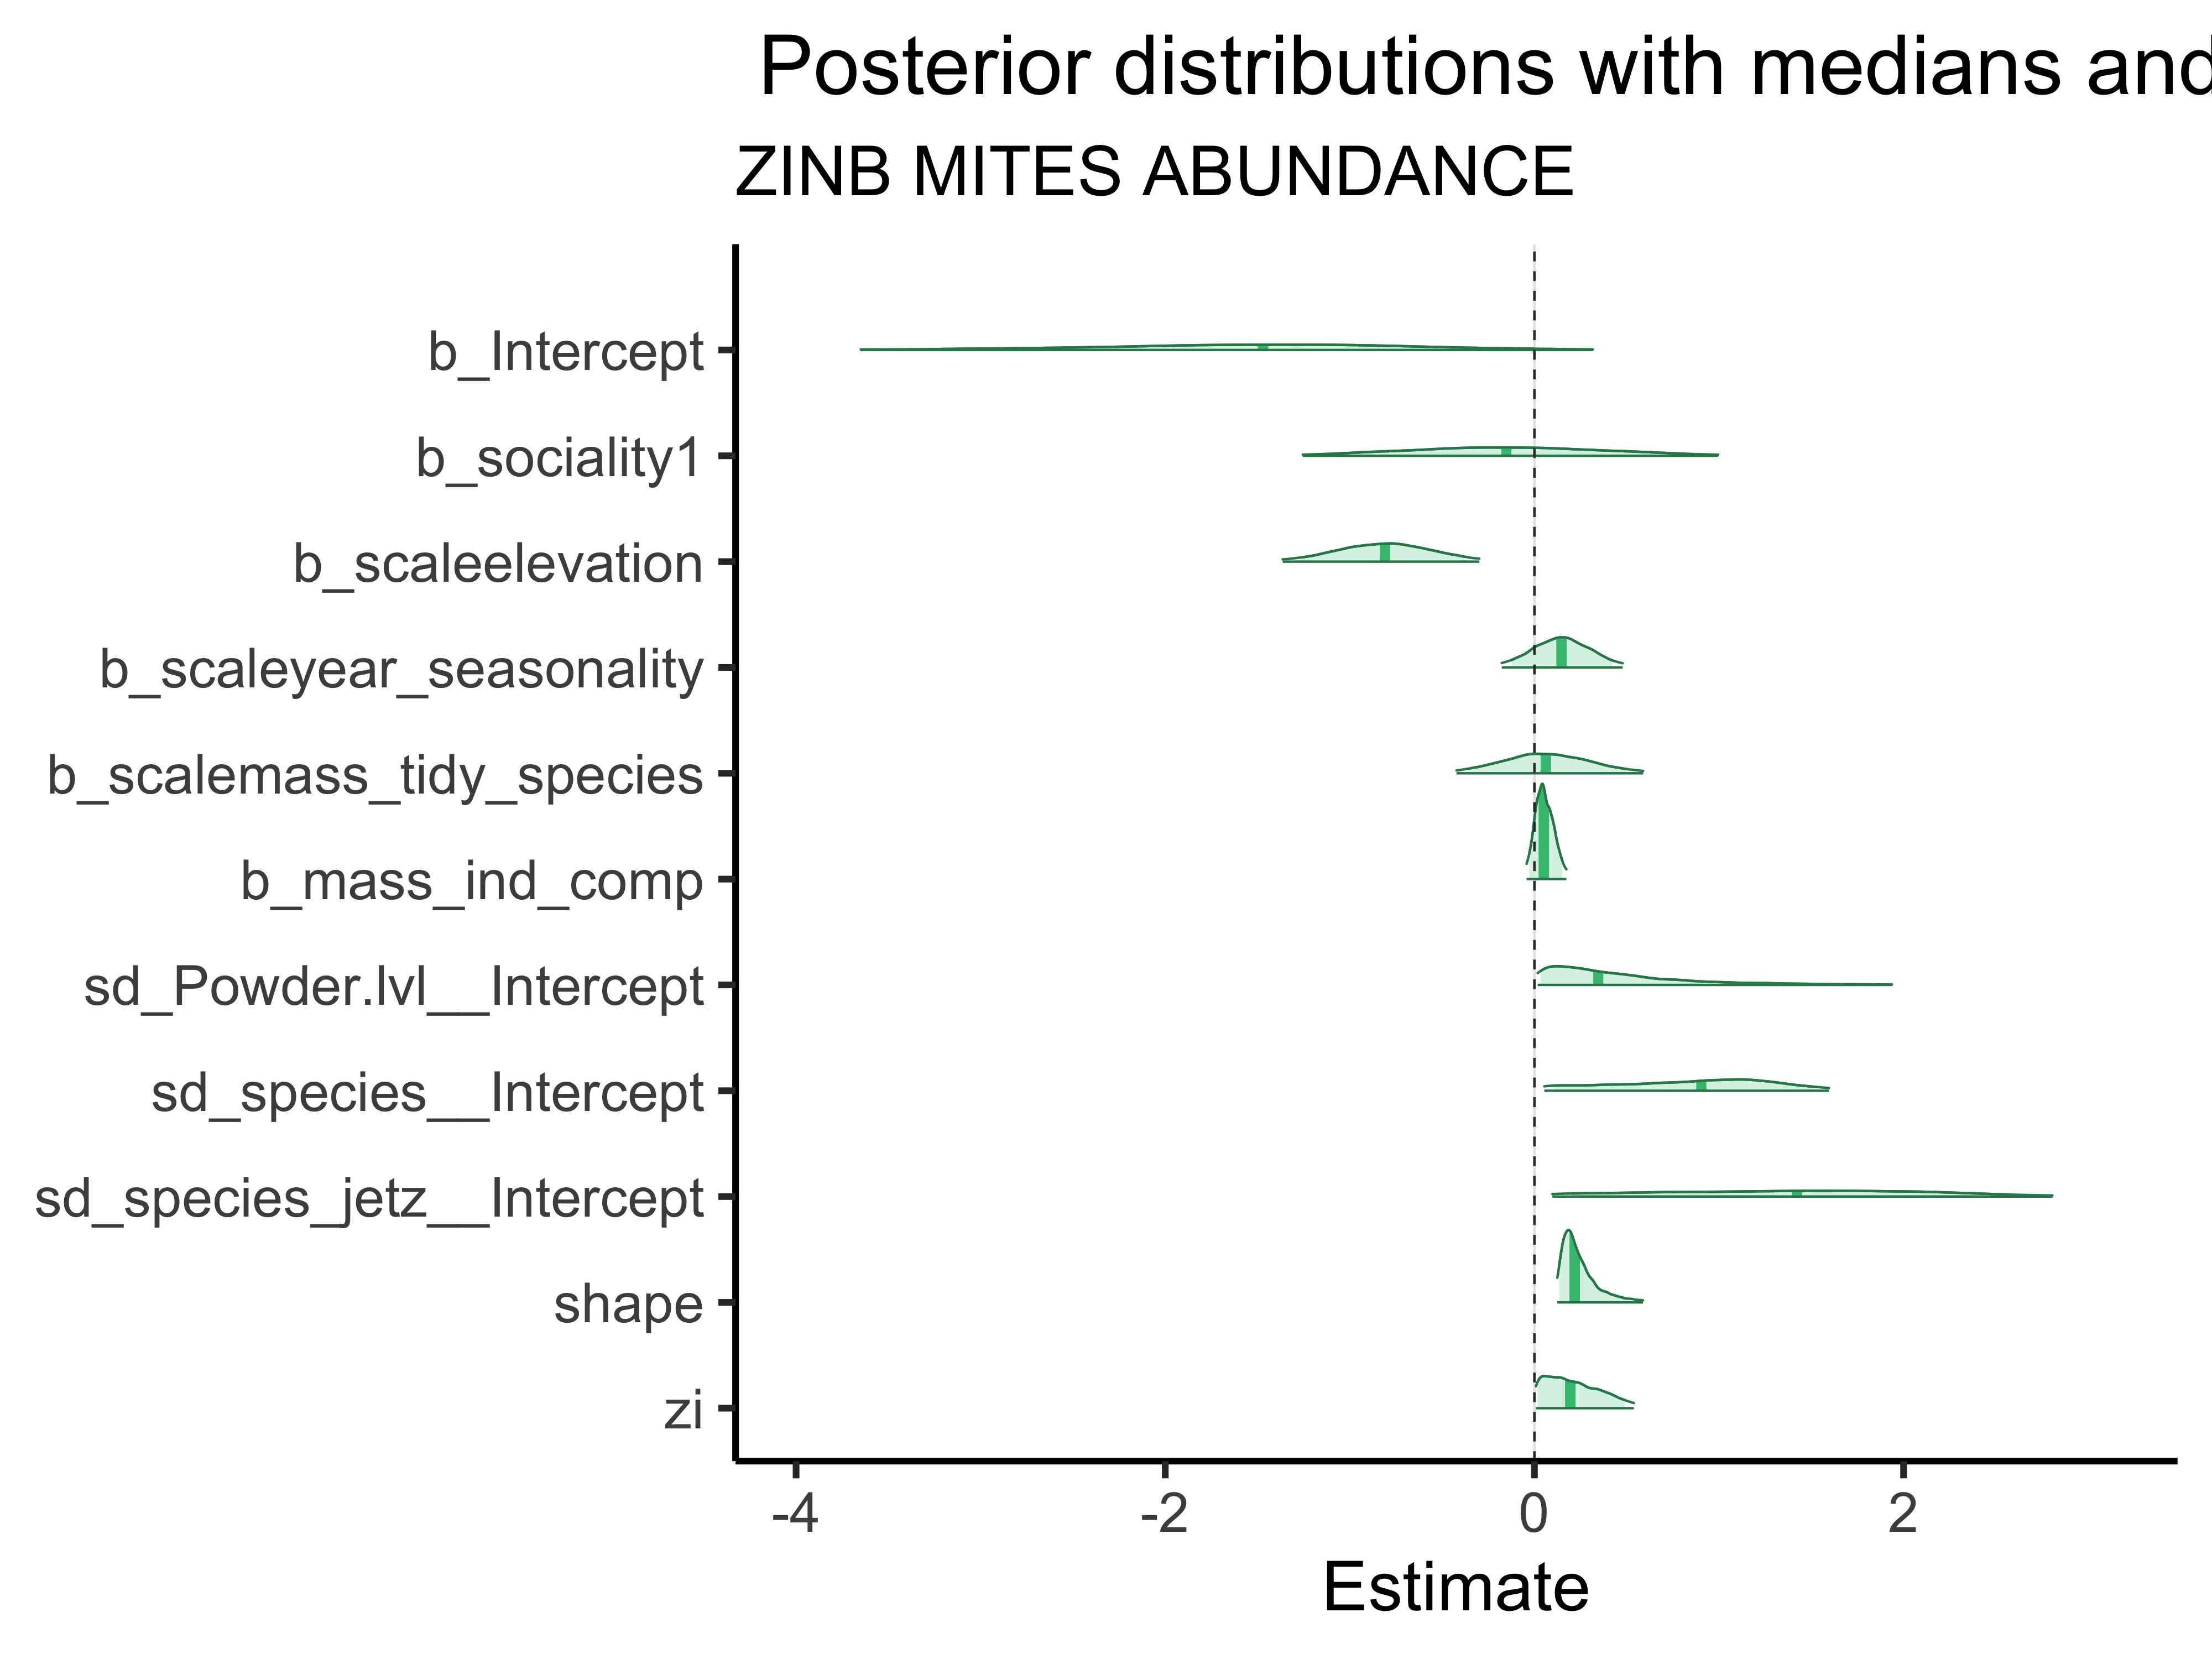 Posterior distributions with medians and
ZINB MITES ABUNDANCE
b_Intercept
b_sociality1
b_scaleelevation
b_scaleyear_seasonality
b_scalemass_tidy_species
b_mass_ind_comp
sd_Powder.lvl__Intercept
sd_species__Intercept
sd_species_jetz__Intercept
shape
zi
-4 -2 0 2
Estimate